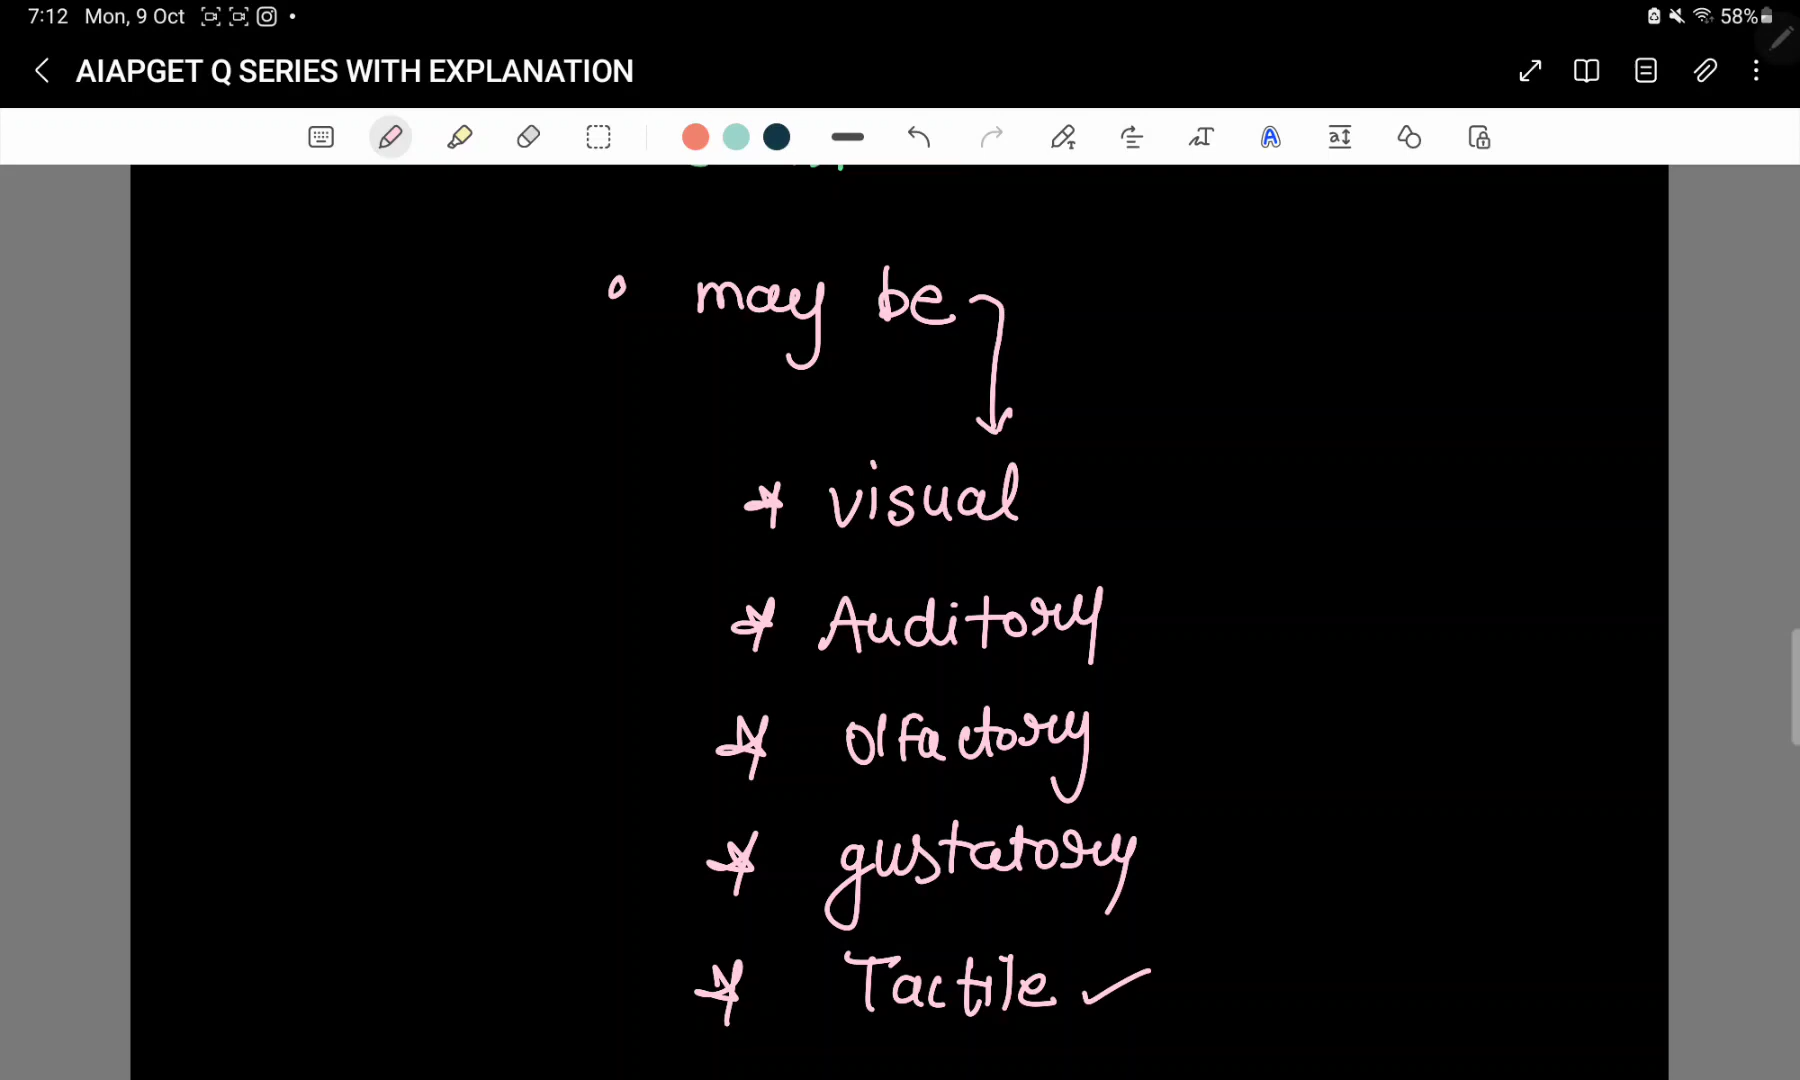 7:12 Mon, 9 Oct 58%
AIAPGET Q SERIES WITH EXPLANATION
may be
visual
Auditory
olfactory
gustatory
Tactile